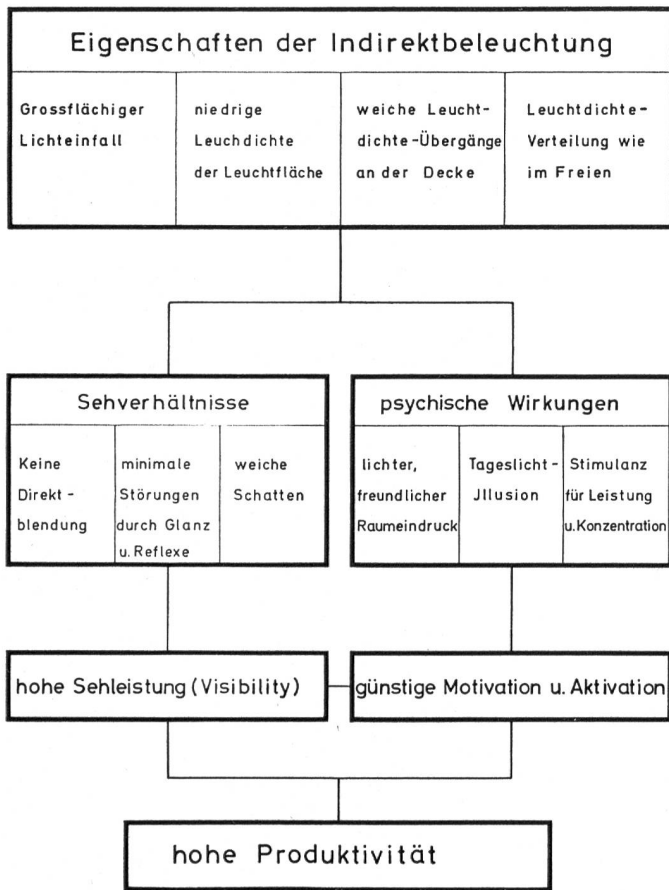 Eigenschaften der Indirektbeleuchtung
Grossflächiger
Lichteinfall
niedrige
Leuchdichte
der Leuchtfläche
weiche Leucht-
dichte-Übergänge
an der Decke
Leuchtdichte-
Verteilung wie
im Freien
Sehverhältnisse
Keine
Direkt-
blendung
minimale
Störungen
durch Glanz
u. Reflexe
weiche
Schatten
psychische Wirkungen
lichter,
freundlicher
Raumeindruck
Tageslicht-
Jllusion
Stimulanz
für Leistung
u. Konzentration
hohe Sehleistung (Visibility)
günstige Motivation u. Aktivation
hohe Produktivität